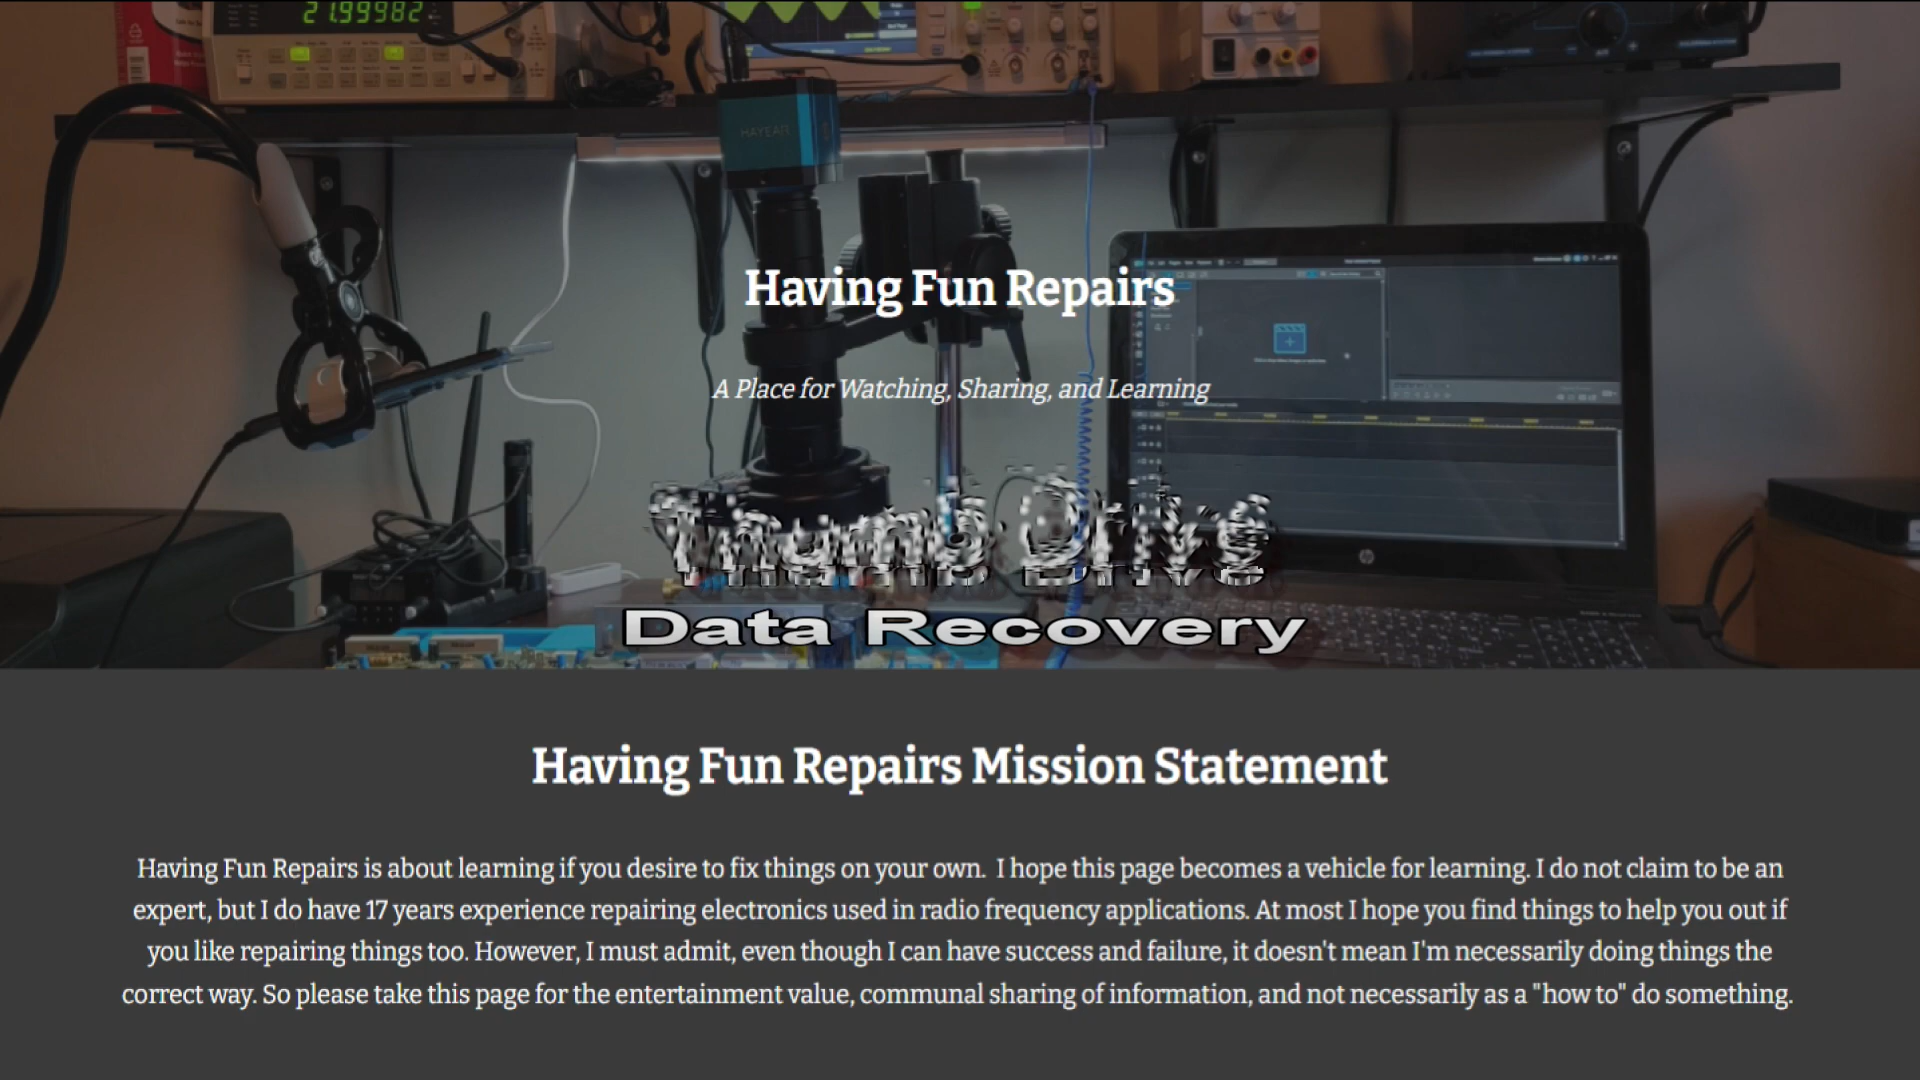 21.99982
HAYEAR
Having Fun Repairs
A Place for Watching, Sharing, and Learning
Thumb Drive
Data Recovery
Having Fun Repairs Mission Statement
Having Fun Repairs is about learning if you desire to fix things on your own.  I hope this page becomes a vehicle for learning. I do not claim to be an
expert, but I do have 17 years experience repairing electronics used in radio frequency applications. At most I hope you find things to help you out if
you like repairing things too. However, I must admit, even though I can have success and failure, it doesn't mean I'm necessarily doing things the
correct way. So please take this page for the entertainment value, communal sharing of information, and not necessarily as a "how to" do something.